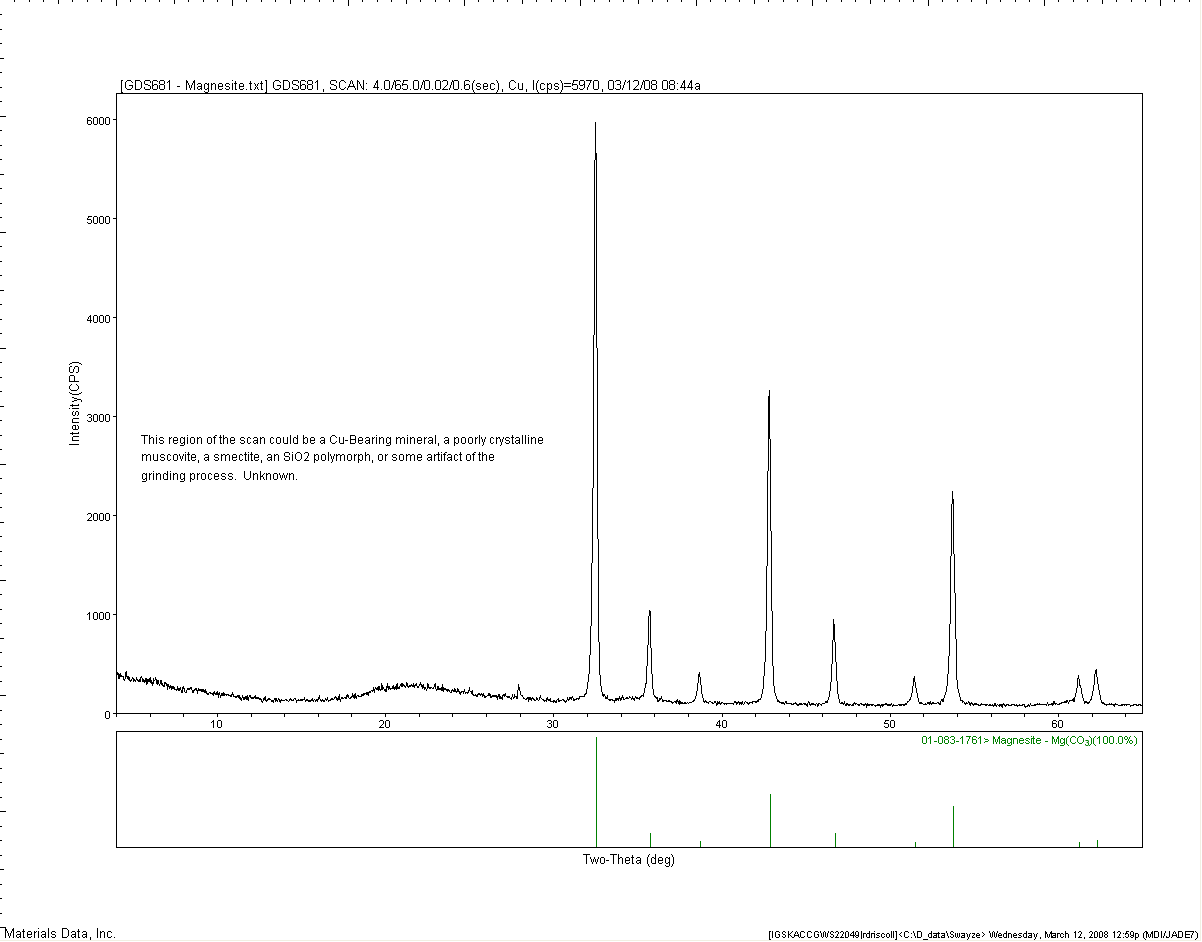 [GDS681 - Magnesite.txt] GDS681, SCAN: 4.0/65.0/0.02/0.6(sec), Cu, I(cps)=5970, 03/12/08 08:44a
6000
5000
4000
Intensity(CPS)
3000
This region of the scan could be a Cu-Bearing mineral, a poorly crystalline
muscovite, a smectite, an SiO2 polymorph, or some artifact of the
grinding process.  Unknown.
2000
1000
0
10 20 30 40 50 60
01-083-1761> Magnesite - Mg(CO3)(100.0%)
Two-Theta (deg)
Materials Data, Inc.
[IGSKACCGWS22049|rdriscoll]<C:\D_data\Swayze> Wednesday, March 12, 2008 12:59p (MDI/JADE7)